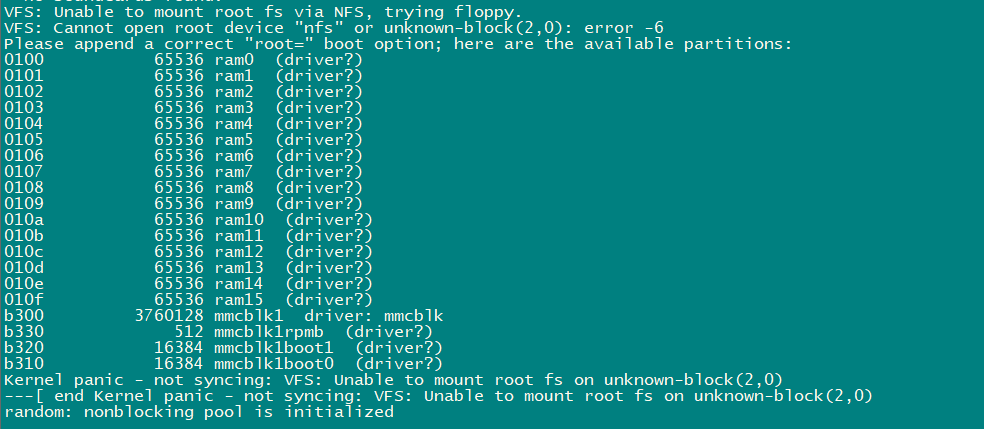 VFS: Unable to mount root fs via NFS, trying floppy.
VFS: Cannot open root device "nfs" or unknown-block(2,0): error -6
Please append a correct "root=" boot option; here are the available partitions:
0100 65536 ram0 (driver?)
0101 65536 ram1 (driver?)
0102 65536 ram2 (driver?)
0103 65536 ram3 (driver?)
0104 65536 ram4 (driver?)
0105 65536 ram5 (driver?)
0106 65536 ram6 (driver?)
0107 65536 ram7 (driver?)
0108 65536 ram8 (driver?)
0109 65536 ram9 (driver?)
010a 65536 ram10 (driver?)
010b 65536 ram11 (driver?)
010c 65536 ram12 (driver?)
010d 65536 ram13 (driver?)
010e 65536 ram14 (driver?)
010f 65536 ram15 (driver?)
b300 3760128 mmcblk1 driver: mmcblk
b330 512 mmcblk1rpmb (driver?)
b320 16384 mmcblk1boot1 (driver?)
b310 16384 mmcblk1boot0 (driver?)
Kernel panic - not syncing: VFS: Unable to mount root fs on unknown-block(2,0)
---[ end Kernel panic - not syncing: VFS: Unable to mount root fs on unknown-block(2,0)
random: nonblocking pool is initialized